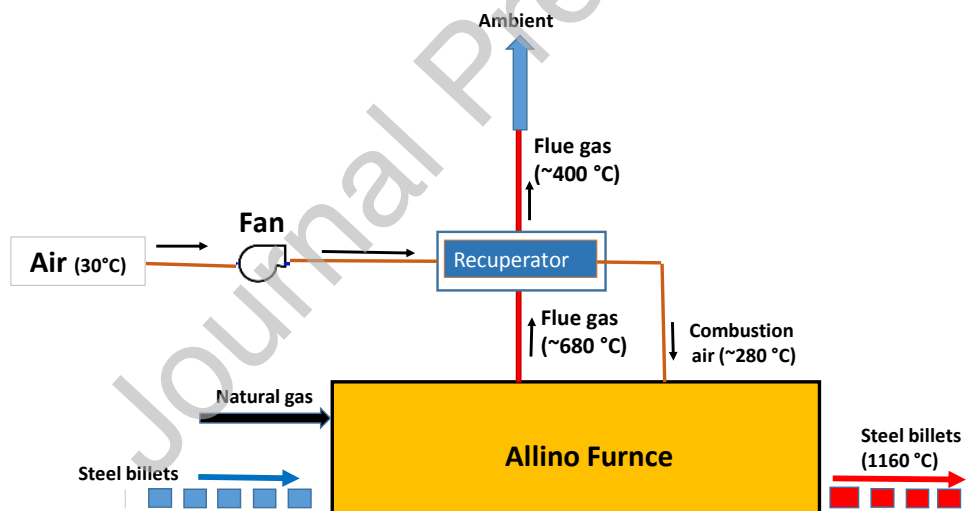 Ambient
Flue gas
(~400 °C)
Fan
Air (30°C)
Recuperator
Flue gas
(~680 °C)
Combustion
air (~280 °C)
Natural gas
Allino Furnce
Steel billets
Steel billets
(1160 °C)
Journal Pre